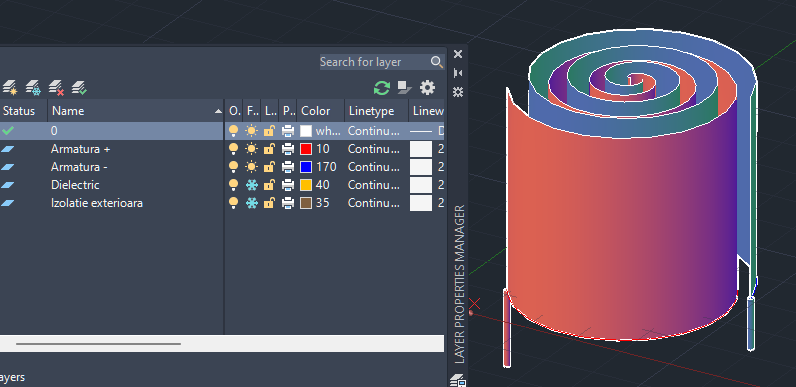 Search for layer
Status Name O.. F.. L.. P.. Color Linetype Linew
0 wh... Continu... D
Armatura + 10 Continu... 2
Armatura - 170 Continu... 2
Dielectric 40 Continu... 2
Izolatie exterioara 35 Continu... 2
LAYER PROPERTIES MANAGER
ayers